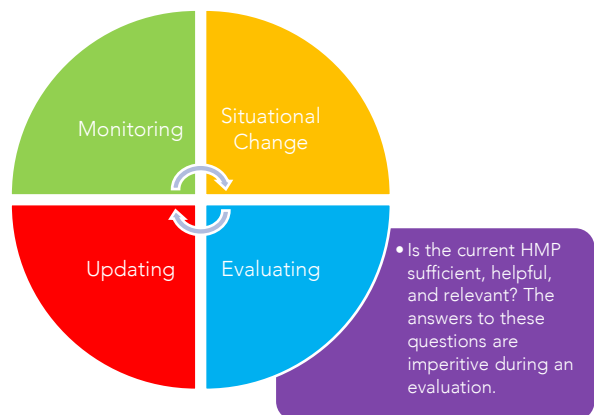 Monitoring
Situational
Change
Updating
Evaluating
• Is the current HMP
sufficient, helpful,
and relevant? The
answers to these
questions are
imperitive during an
evaluation.